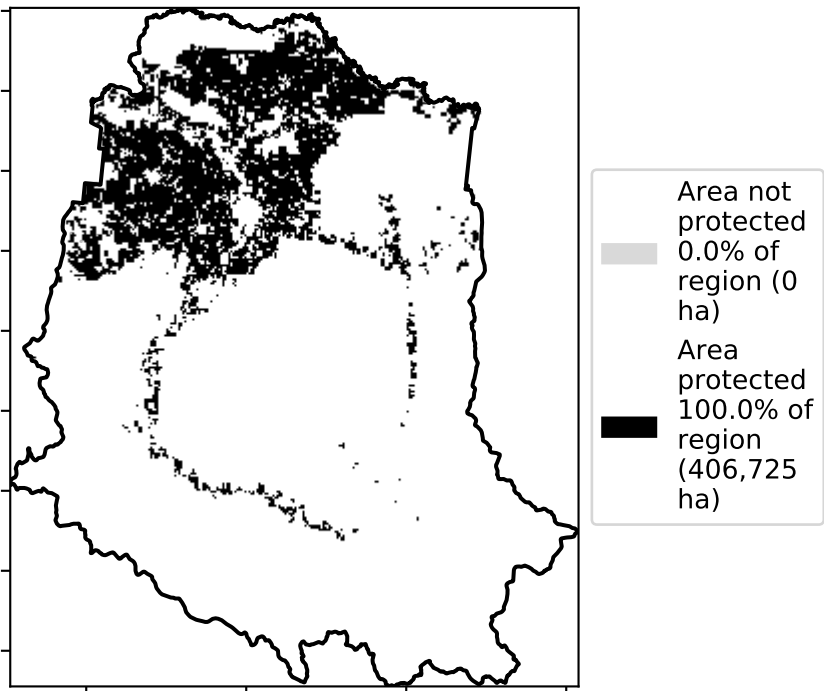 Area not
protected
0.0% of
region (0
ha)
Area
protected
100.0% of
region
(406,725
ha)